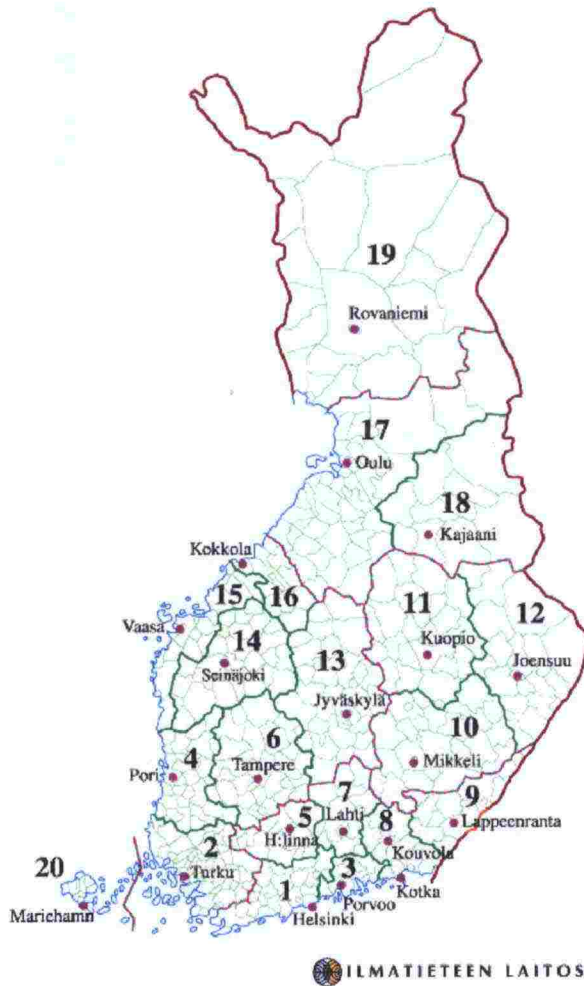 19
Rovaniemi
17
Oulu
18
Kajaani
Kokkola
15
16
11
12
Vaasa
14
13
Kuopio
Seinäjoki
Joensuu
Jyväskylä
10
4
6
Mikkeli
Pori
Tampere
7
9
5
Lahti
8
Lappeenranta
H:linna
2
Kouvola
20
Turku
3
Kotka
1
Porvoo
Mariehamn
Helsinki
ILMATIETEEN LAITOS